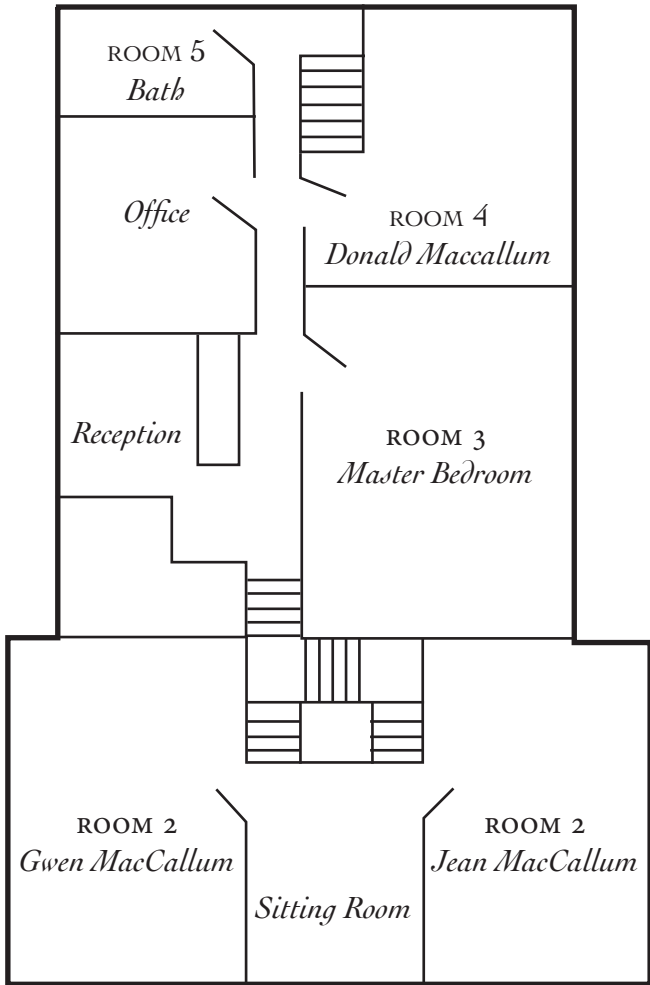 ROOM 5
Bath
Office
ROOM 4
Donald Maccallum
Reception
ROOM 3
Master Bedroom
ROOM 2
Gwen MacCallum
ROOM 2
Jean MacCallum
Sitting Room